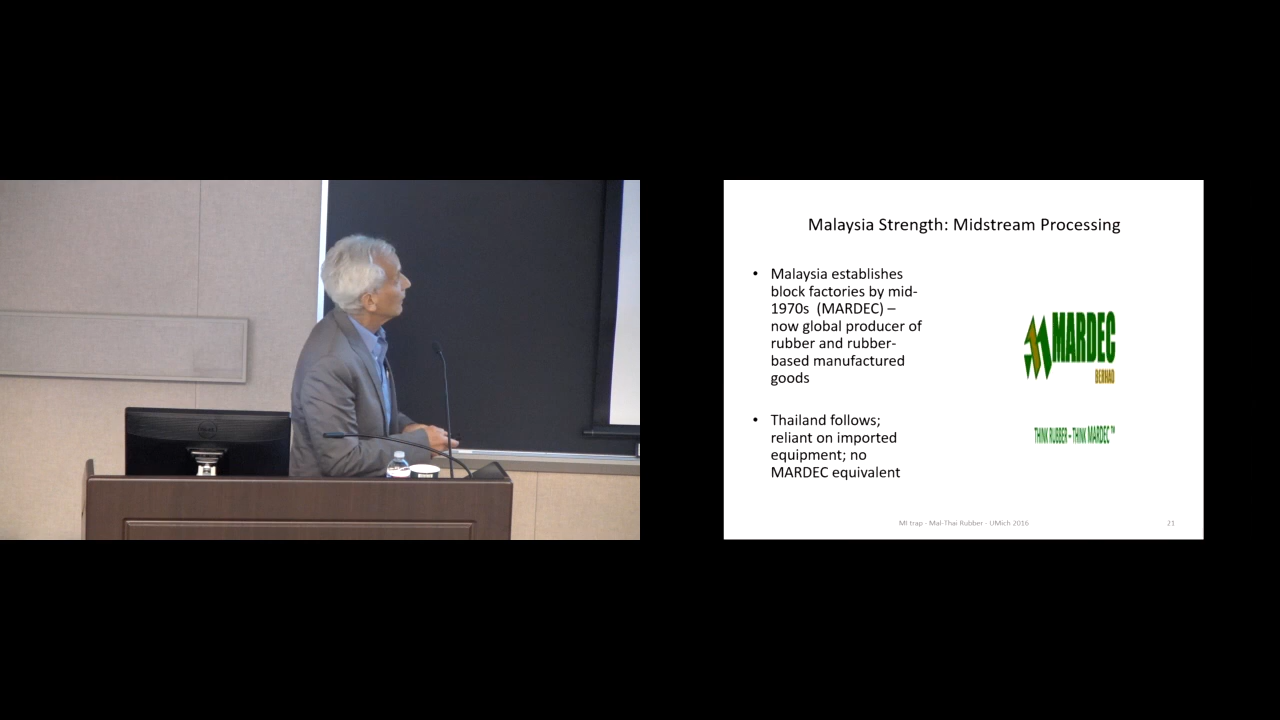 Malaysia Strength: Midstream Processing
• Malaysia establishes
block factories by mid-
1970s (MARDEC) –
now global producer of
rubber and rubber-
based manufactured
goods
• Thailand follows;
reliant on imported
equipment; no
MARDEC equivalent
MARDEC
BERHAD
THINK RUBBER - THINK MARDEC ™
MI trap - Mal-Thai Rubber - UMich 2016
21